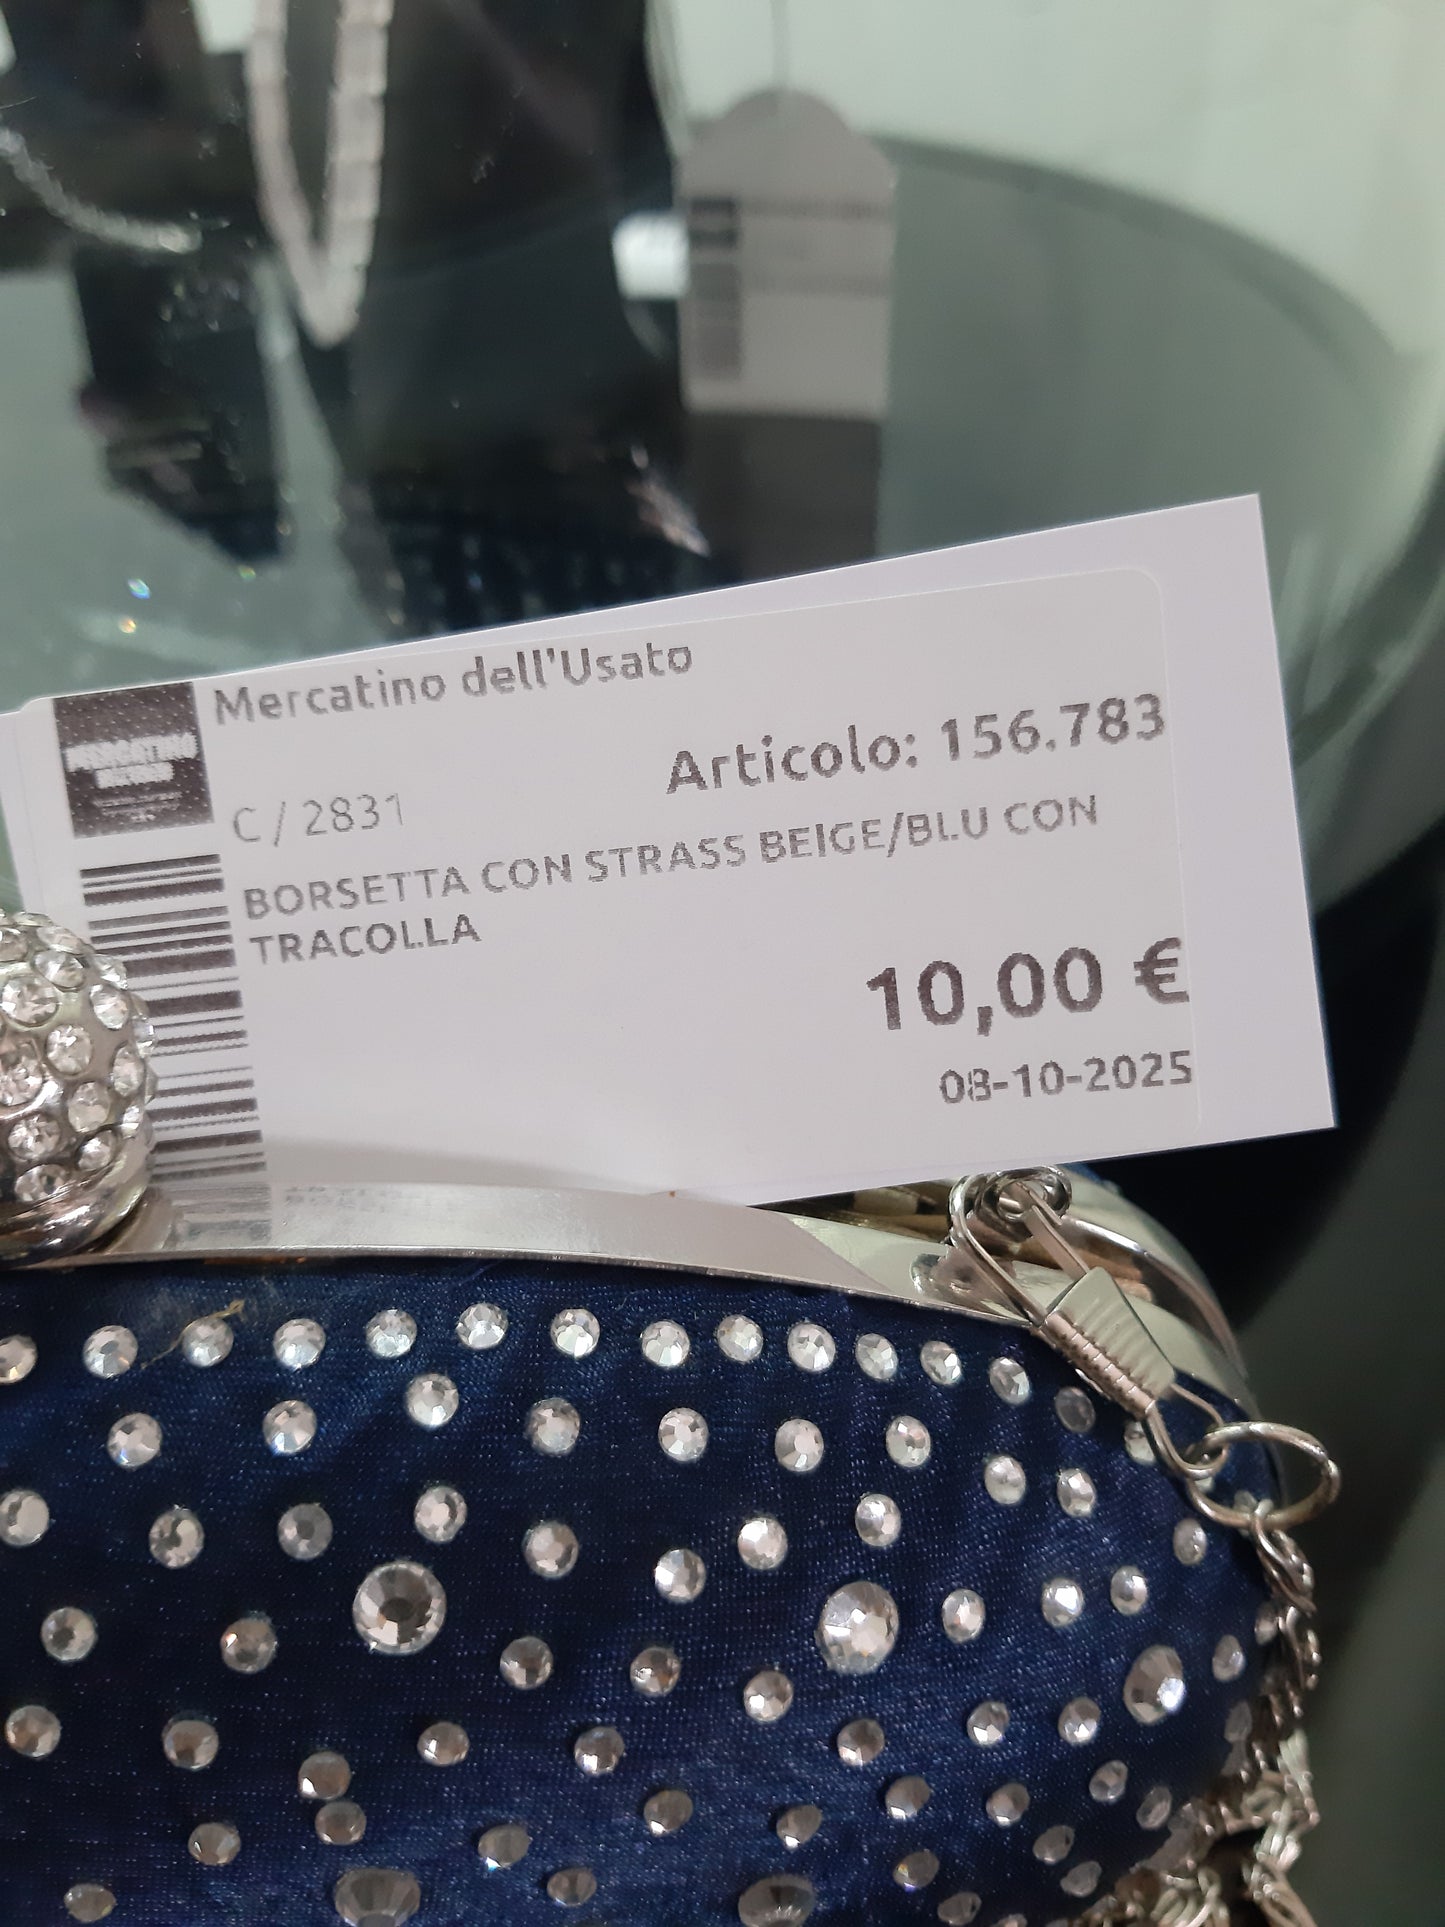 Mercatino dell'Usato
Articolo: 156.783
C / 2831
BORSETTA CON STRASS BEIGE/BLU CON
TRACOLLA
10,00 €
08-10-2025